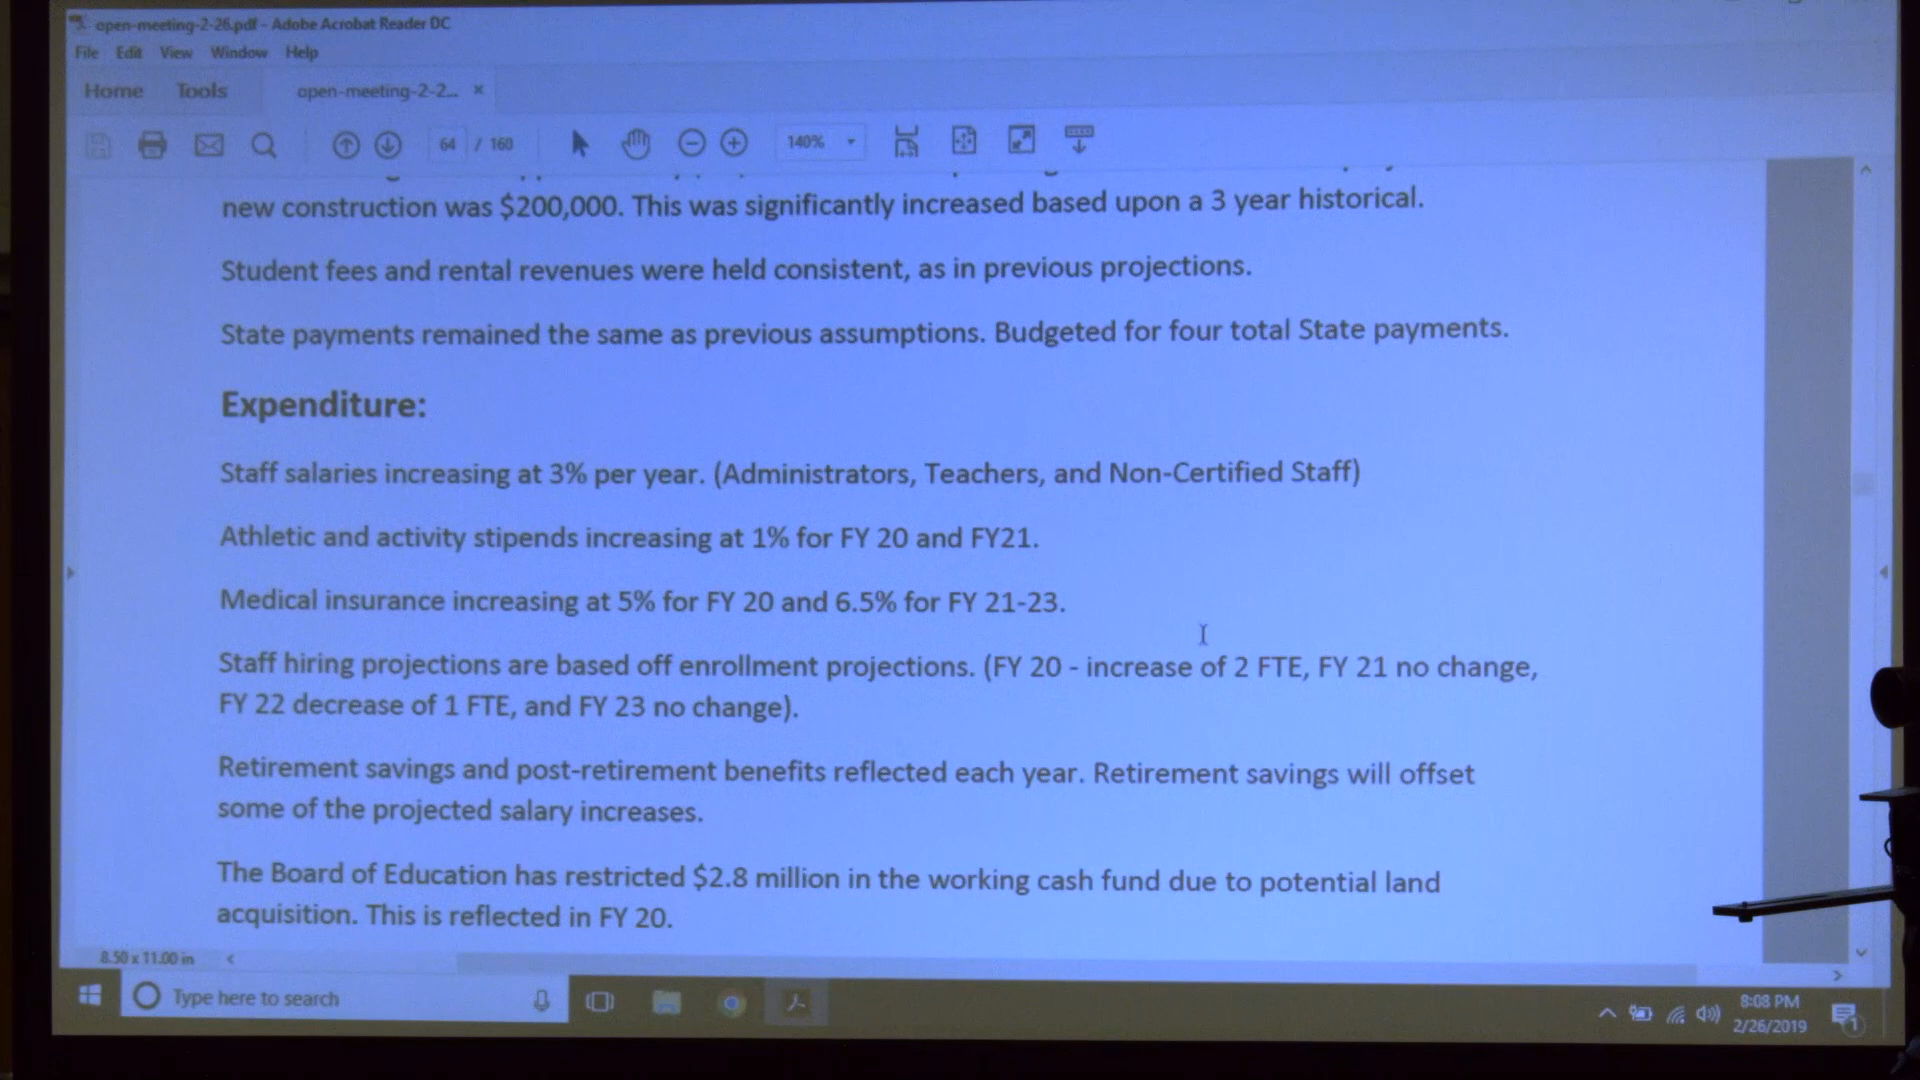 open-meeting-2-26.pdf - Adobe Acrobat Reader DC
File Edit View Window Help
Home Tools open-meeting-2-2... ×
64 / 160 140%
new construction was $200,000. This was significantly increased based upon a 3 year historical.
Student fees and rental revenues were held consistent, as in previous projections.
State payments remained the same as previous assumptions. Budgeted for four total State payments.
Expenditure:
Staff salaries increasing at 3% per year. (Administrators, Teachers, and Non-Certified Staff)
Athletic and activity stipends increasing at 1% for FY 20 and FY21.
Medical insurance increasing at 5% for FY 20 and 6.5% for FY 21-23.
Staff hiring projections are based off enrollment projections. (FY 20 - increase of 2 FTE, FY 21 no change,
FY 22 decrease of 1 FTE, and FY 23 no change).
Retirement savings and post-retirement benefits reflected each year. Retirement savings will offset
some of the projected salary increases.
The Board of Education has restricted $2.8 million in the working cash fund due to potential land
acquisition. This is reflected in FY 20.
8.50 x 11.00 in
Type here to search
8:08 PM
2/26/2019
1